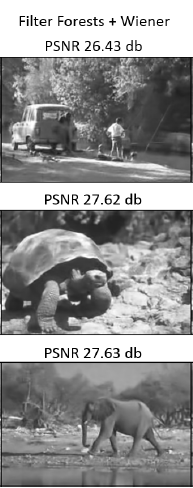 Filter Forests + Wiener
PSNR 26.43 db
PSNR 27.62 db
PSNR 27.63 db